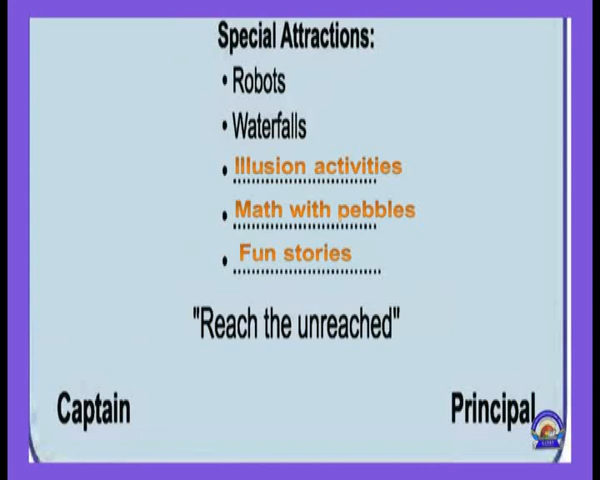 Special Attractions:
• Robots
• Waterfalls
• Illusion activities
• Math with pebbles
• Fun stories
"Reach the unreached"
Captain Principal